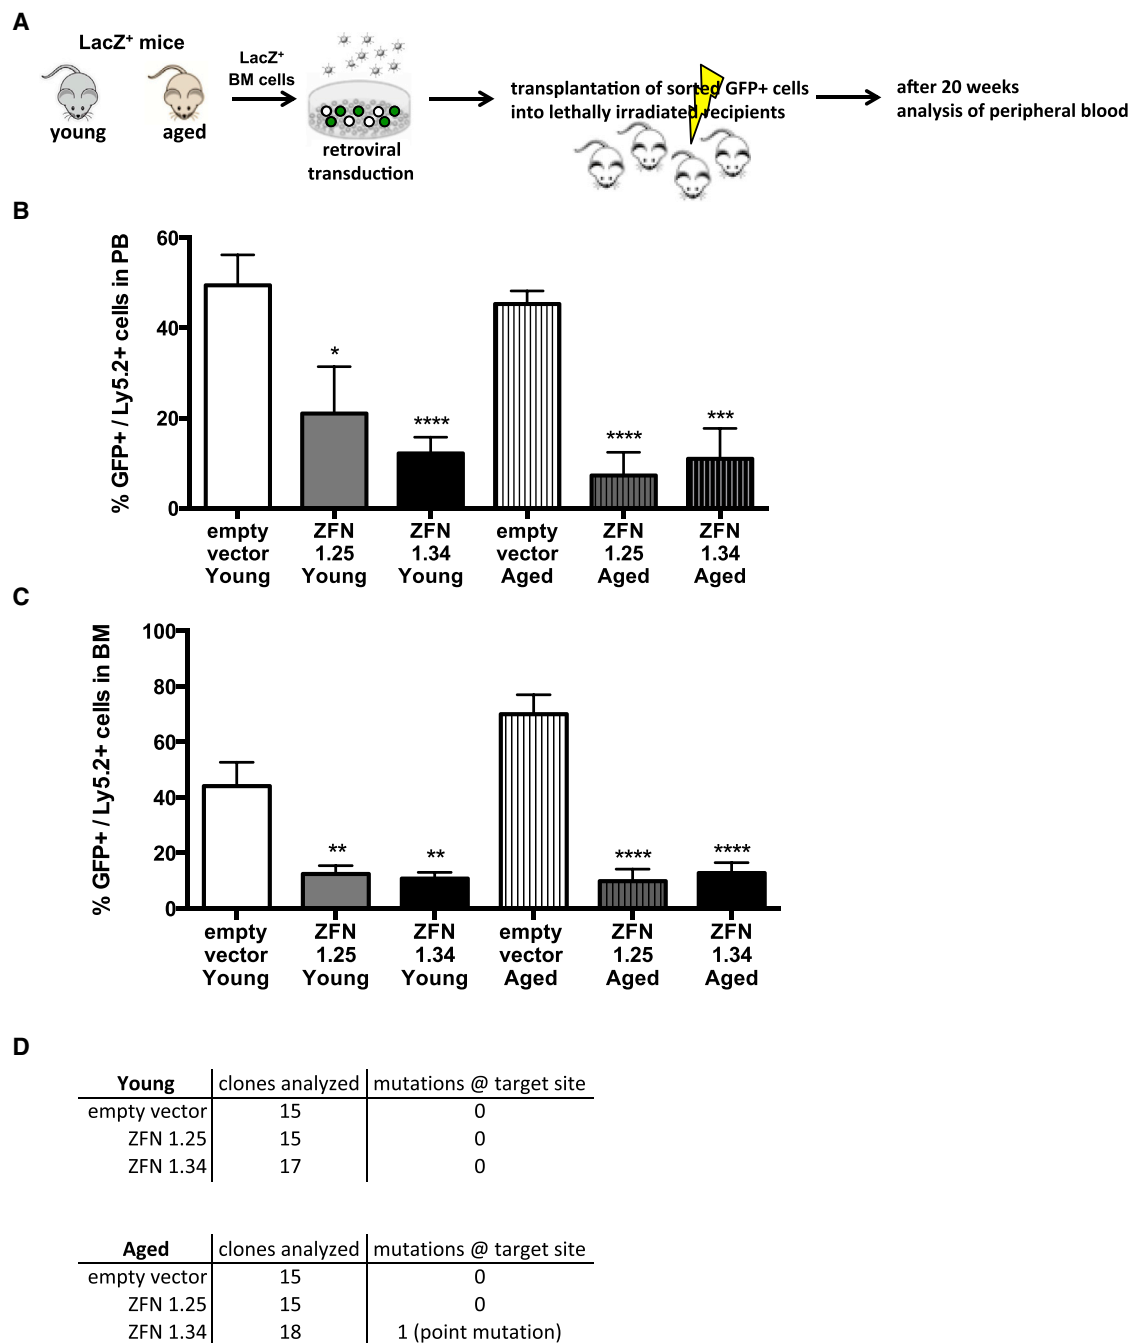 A
LacZ+ mice
young
aged
LacZ+
BM cells
retroviral
transduction
transplantation of sorted GFP+ cells
into lethally irradiated recipients
after 20 weeks
analysis of peripheral blood
B
% GFP+ / Ly5.2+ cells in PB
60
40
20
0
*
****
****
***
empty vector Young
ZFN 1.25 Young
ZFN 1.34 Young
empty vector Aged
ZFN 1.25 Aged
ZFN 1.34 Aged
C
% GFP+ / Ly5.2+ cells in BM
100
80
60
40
20
0
**
**
****
****
empty vector Young
ZFN 1.25 Young
ZFN 1.34 Young
empty vector Aged
ZFN 1.25 Aged
ZFN 1.34 Aged
D
Young clones analyzed mutations @ target site
empty vector 15 0
ZFN 1.25 15 0
ZFN 1.34 17 0
Aged clones analyzed mutations @ target site
empty vector 15 0
ZFN 1.25 15 0
ZFN 1.34 18 1 (point mutation)